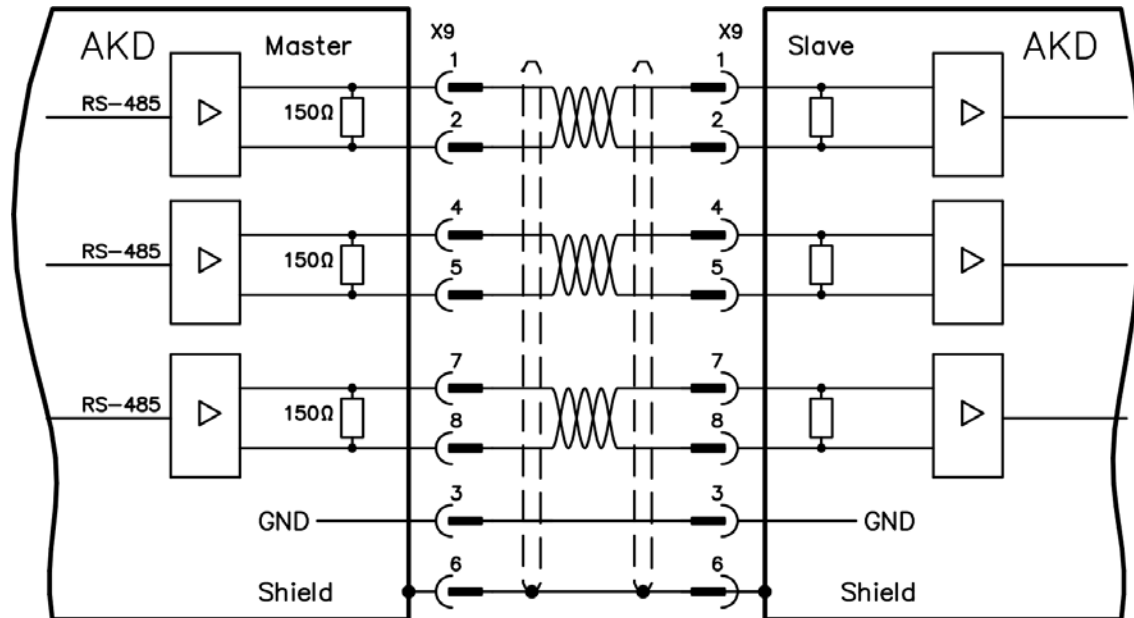 AKD Master X9 X9 Slave AKD
1 1
RS-485 150Ω
2 2
4 4
RS-485 150Ω
5 5
7 7
RS-485 150Ω
8 8
3 3
GND GND
6 6
Shield Shield